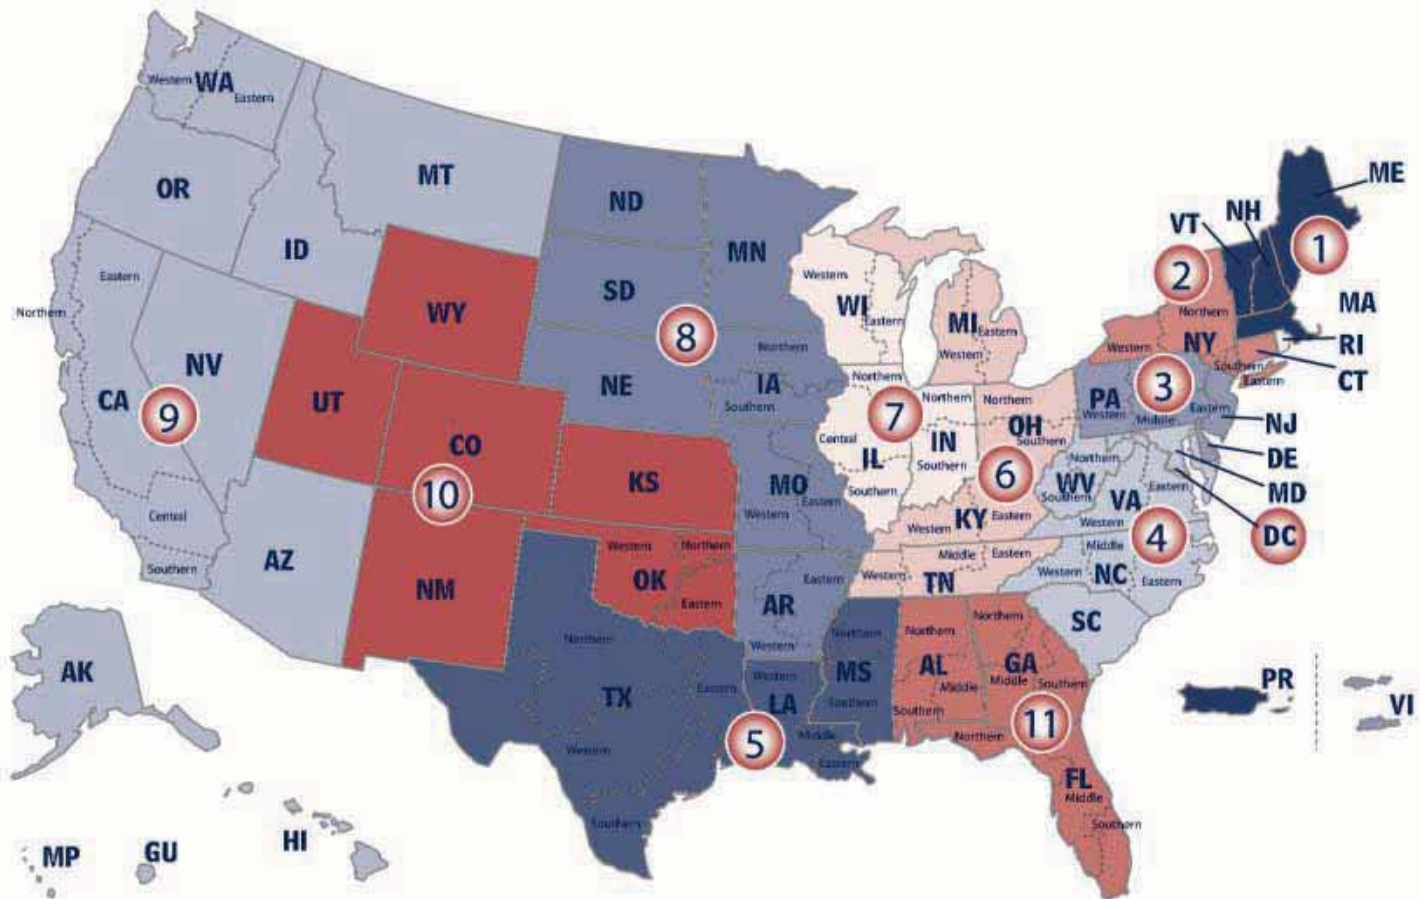 WA
Western
Eastern
OR
MT
ID
ND
MN
SD
8
WY
NE
Northern
IA
Southern
Eastern
Northern
NV
CA
9
UT
CO
10
KS
MO
Eastern
Western
Central
Southern
AZ
NM
Western
Northern
OK
Eastern
AR
Eastern
Western
Northern
TX
Eastern
Western
Southern
Western
LA
Middle
Eastern
5
Northern
MS
Southern
Western
WI
Eastern
MI
Eastern
Western
Northern
7
Northern
IN
Southern
Central
IL
Southern
Northern
OH
Southern
6
Western
KY
Eastern
Western
Middle
Eastern
TN
Northern
AL
Middle
Southern
Northern
GA
Middle
Southern
11
Northern
FL
Middle
Southern
ME
NH
VT
1
2
MA
RI
CT
Northern
NY
Western
Southern
Eastern
3
PA
Western
Middle
Eastern
NJ
DE
MD
DC
Northern
WV
Southern
VA
Eastern
Western
4
Middle
Western
NC
Eastern
SC
PR
VI
AK
HI
GU
MP